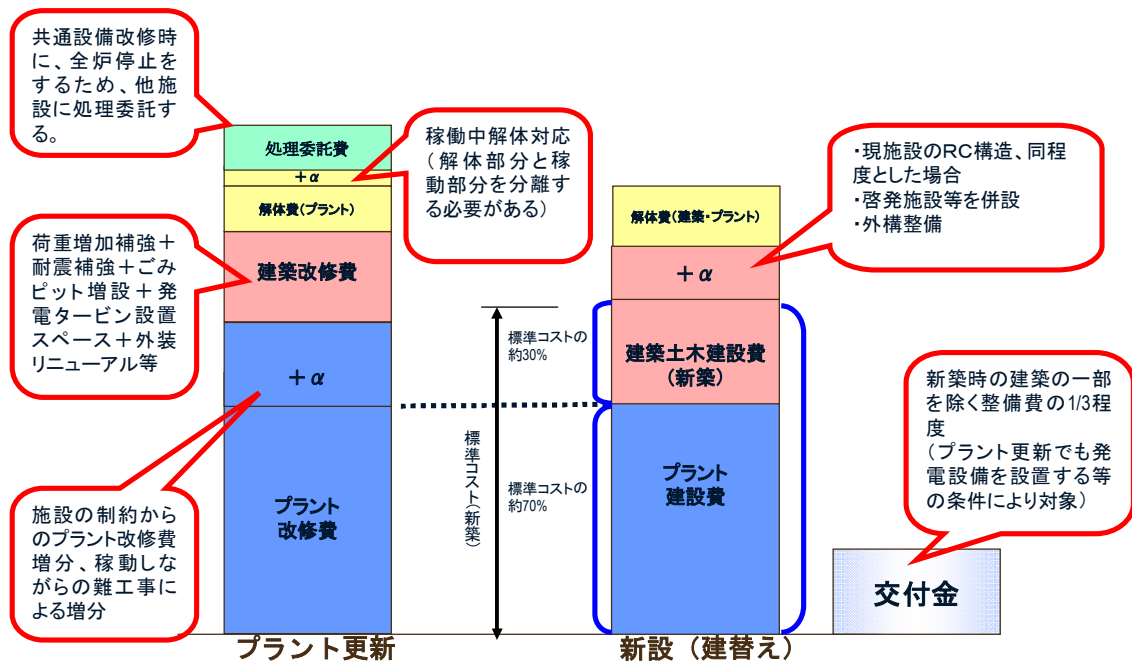 共通設備改修時
に、全炉停止を
するため、他施
設に処理委託す
る。
処理委託費
＋α
解体費(プラント)
建築改修費
＋α
プラント
改修費
稼働中解体対応
（解体部分と稼
動部分を分離す
る必要がある）
荷重増加補強＋
耐震補強＋ごみ
ピット増設＋発
電タービン設置
スペース＋外装
リニューアル等
施設の制約から
のプラント改修費
増分、稼動しな
がらの難工事に
よる増分
標準コスト(新築)
標準コストの
約30%
標準コストの
約70%
解体費(建築・プラント)
＋α
建築土木建設費
(新築)
プラント
建設費
・現施設のRC構造、同程
度とした場合
・啓発施設等を併設
・外構整備
新築時の建築の一部
を除く整備費の1/3程
度
（プラント更新でも発
電設備を設置する等
の条件により対象）
交付金
プラント更新
新設（建替え）